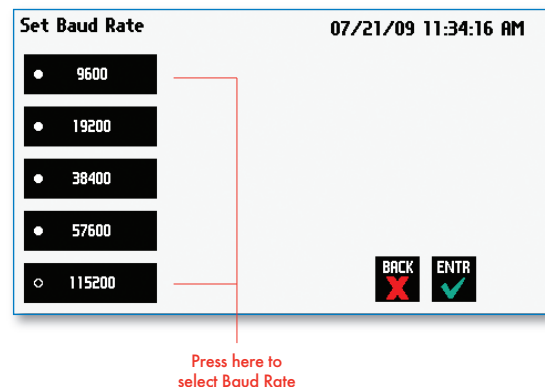 Set Baud Rate 07/21/09 11:34:16 AM
9600
19200
38400
57600
115200
BACK ENTR
Press here to
select Baud Rate